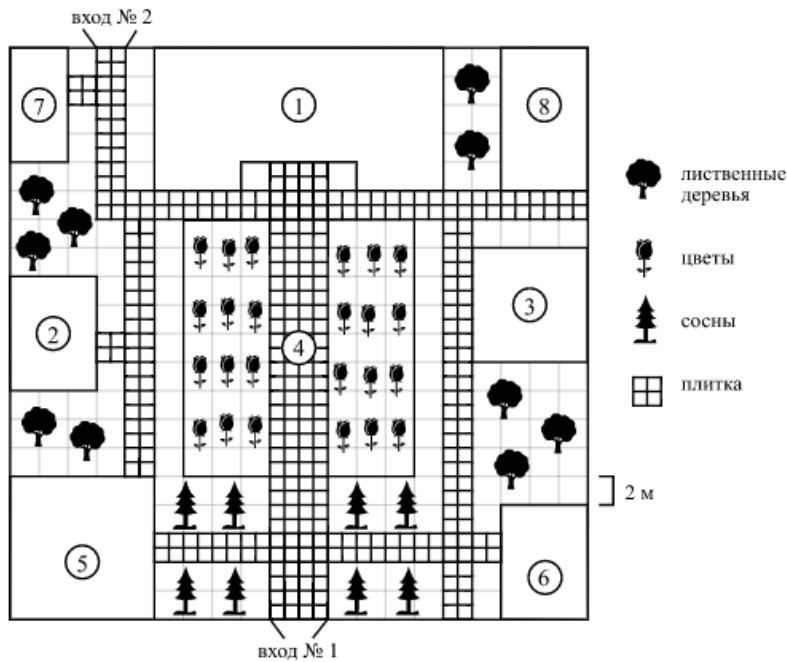 вход № 2
7
1
8
лиственные
деревья
цветы
3
2
4
сосны
плитка
2 м
5
6
вход № 1